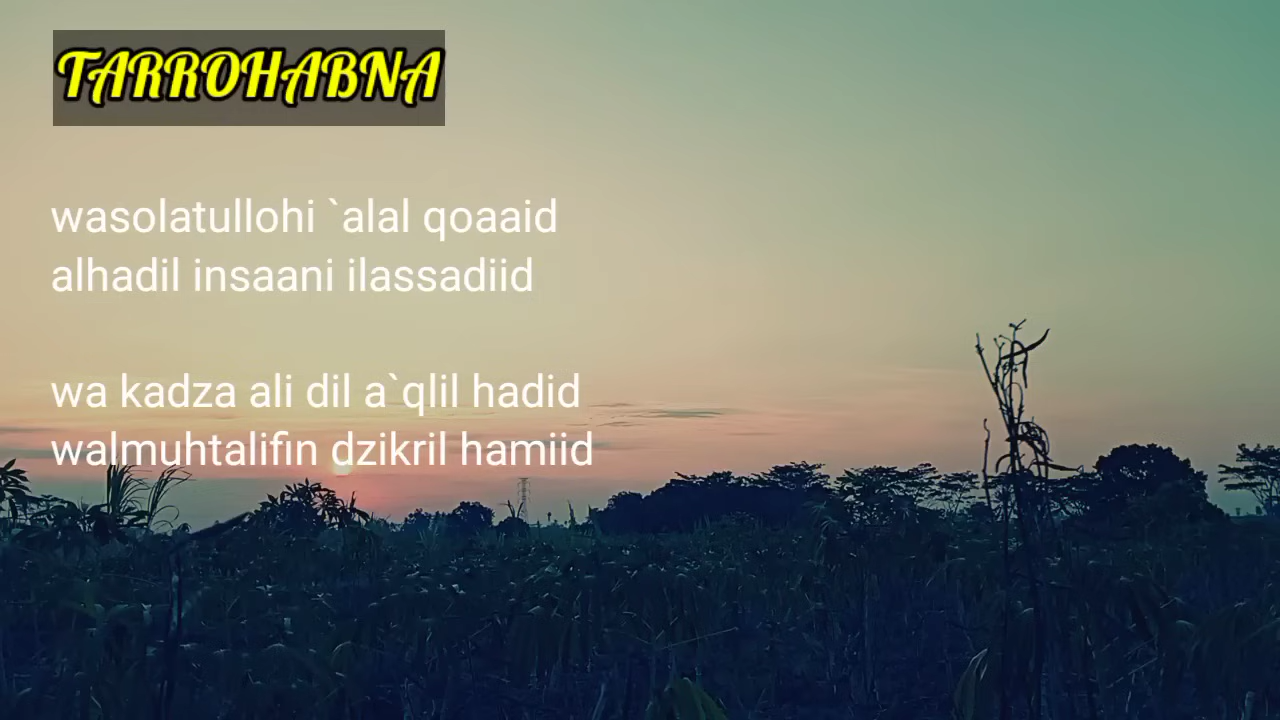 TARROHABNA
wasolatullohi `alal qoaaid
alhadil insaani ilassadiid
wa kadza ali dil a`qlil hadid
walmuhtalifin dzikril hamiid